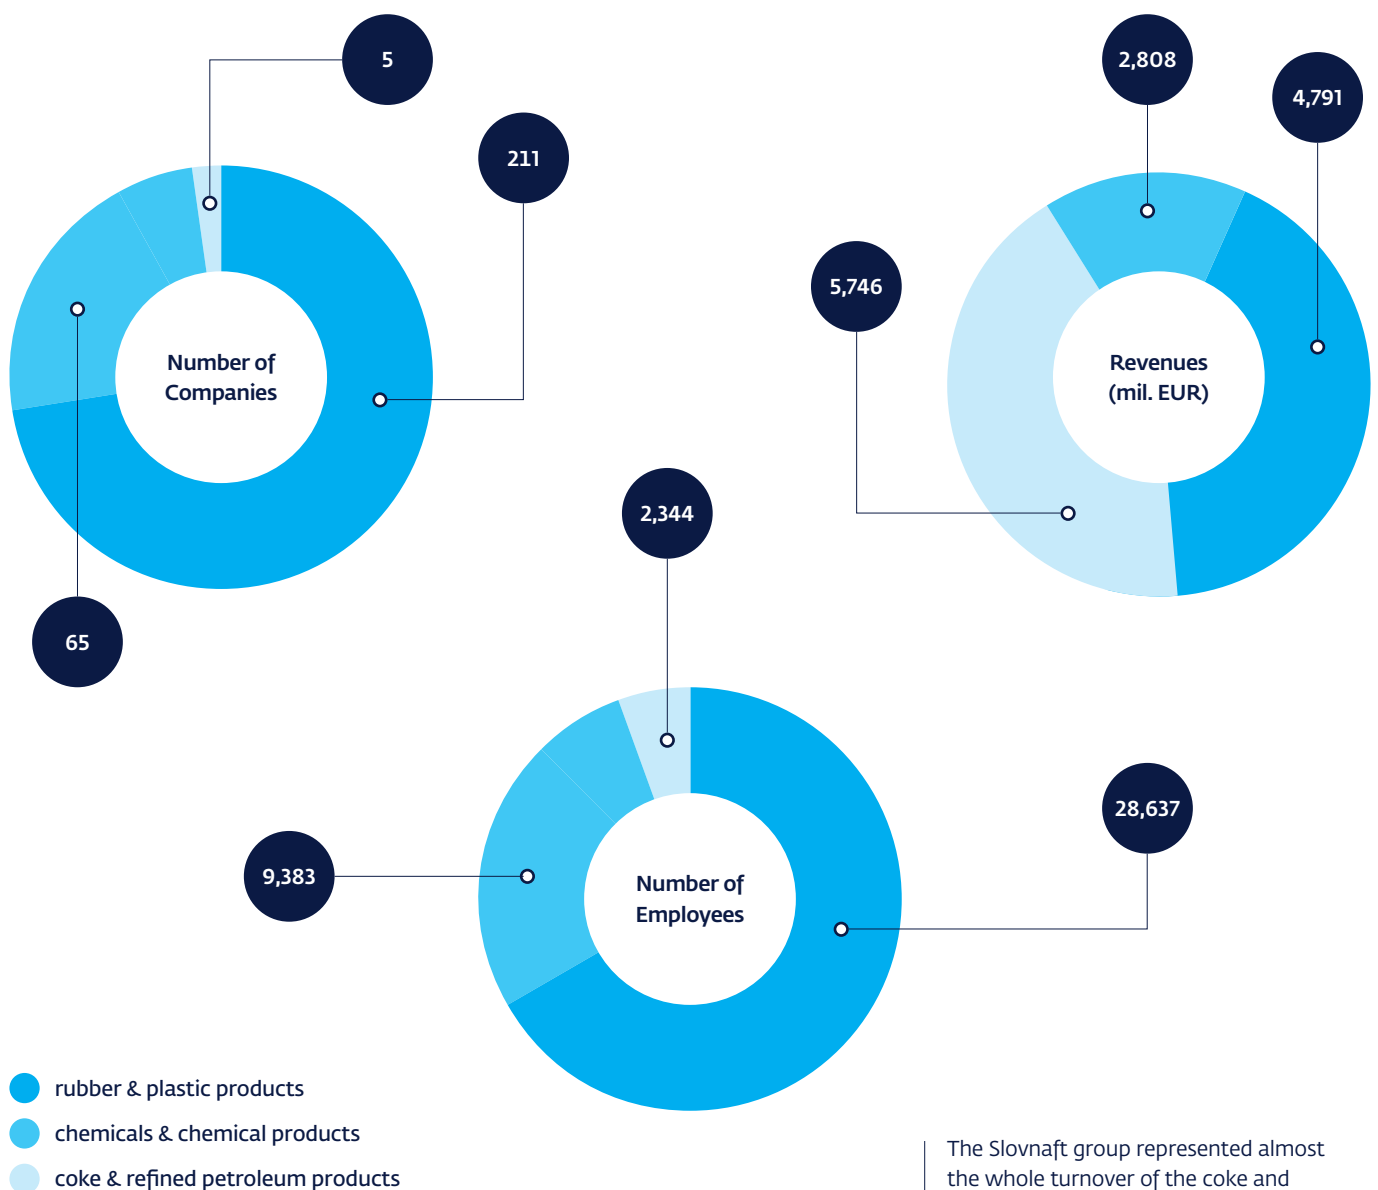 5
211
Number of
Companies
65
2,808
4,791
5,746
Revenues
(mil. EUR)
2,344
9,383
Number of
Employees
28,637
rubber & plastic products
chemicals & chemical products
coke & refined petroleum products
The Slovnaft group represented almost
the whole turnover of the coke and